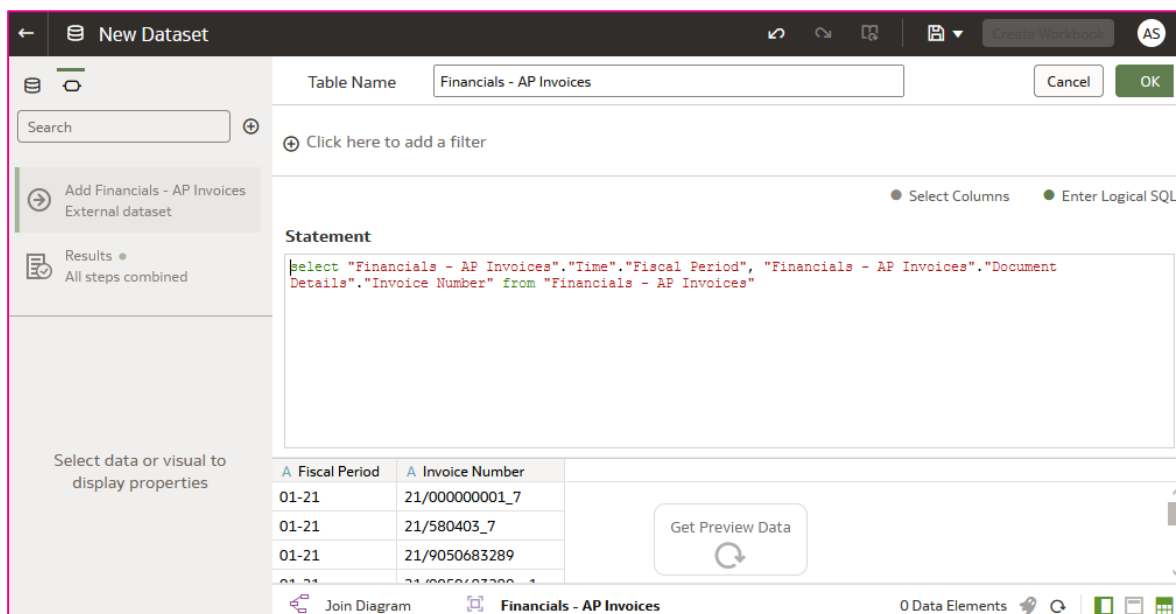 New Dataset
Create Workbook
AS
Table Name
Financials - AP Invoices
Cancel
OK
Search
Click here to add a filter
Add Financials - AP Invoices
External dataset
Select Columns
Enter Logical SQL
Statement
Results
All steps combined
select "Financials - AP Invoices"."Time"."Fiscal Period", "Financials - AP Invoices"."Document
Details"."Invoice Number" from "Financials - AP Invoices"
Select data or visual to
display properties
A Fiscal Period A Invoice Number
01-21 21/000000001_7
01-21 21/580403_7
01-21 21/9050683289
Get Preview Data
Join Diagram
Financials - AP Invoices
0 Data Elements